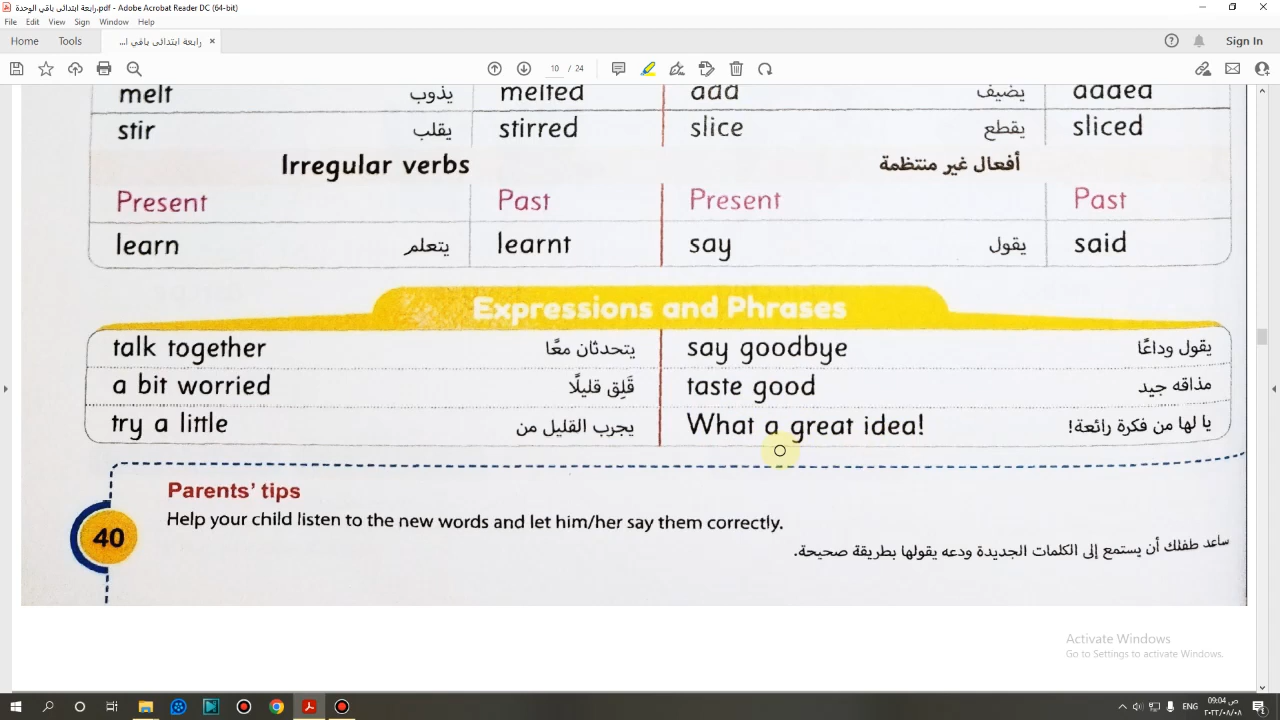 رابعة ابتدائى باقي الوحدة.pdf - Adobe Acrobat Reader DC (64-bit)
File Edit View Sign Window Help
Home Tools رابعة ابتدائى باقي ا... × Sign In
10 / 24
melt يذوب melted add يضيف added
stir يقلب stirred slice يقطع sliced
Irregular verbs أفعال غير منتظمة
Present Past Present Past
learn يتعلم learnt say يقول said
Expressions and Phrases
talk together يتحدثان معًا say goodbye يقول وداعًا
a bit worried قَلِق قليلًا taste good مذاقه جيد
try a little يجرب القليل من What a great idea! يا لها من فكرة رائعة!
Parents' tips
Help your child listen to the new words and let him/her say them correctly.
40
ساعد طفلك أن يستمع إلى الكلمات الجديدة ودعه يقولها بطريقة صحيحة.
Activate Windows
Go to Settings to activate Windows.
ENG 09:04 ص
٢٠٢٢/٠٨/٠٨